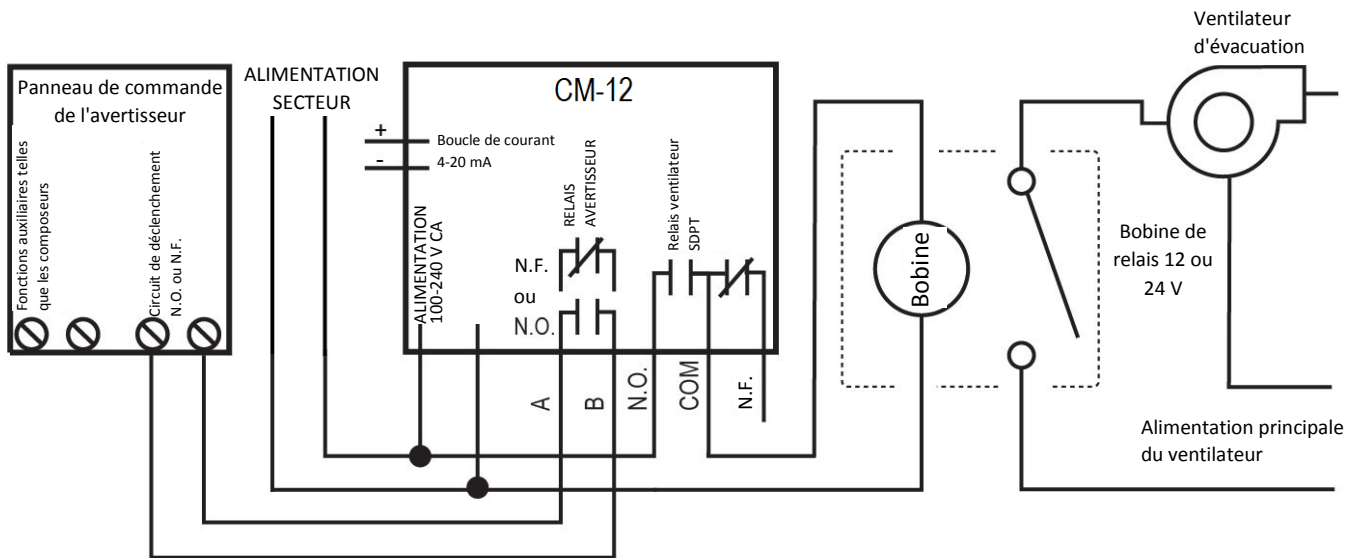 Panneau de commande
de l'avertisseur
Fonctions auxiliaires telles
que les composeurs
Circuit de déclenchement
N.O. ou N.F.
ALIMENTATION
SECTEUR
CM-12
+
-
Boucle de courant
4-20 mA
ALIMENTATION
100-240 V CA
RELAIS
AVERTISSEUR
N.F.
ou
N.O.
Relais ventilateur
SDPT
A
B
N.O.
COM
N.F.
Bobine
Ventilateur
d'évacuation
Bobine de
relais 12 ou
24 V
Alimentation principale
du ventilateur